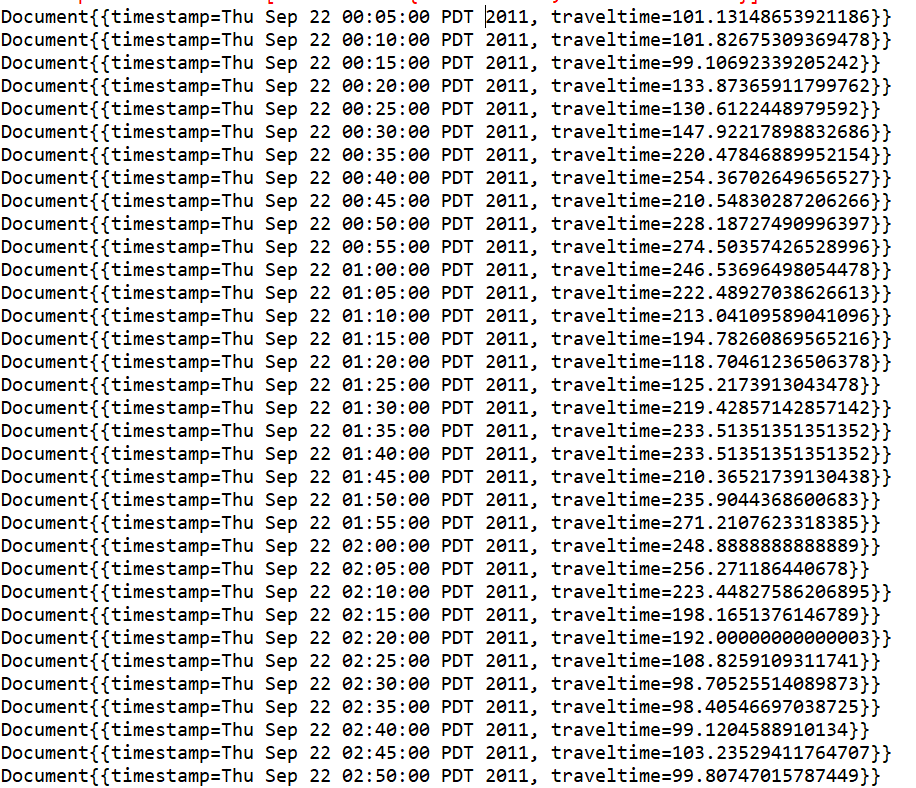 Document{{timestamp=Thu Sep 22 00:05:00 PDT 2011, traveltime=101.13148653921186}}
Document{{timestamp=Thu Sep 22 00:10:00 PDT 2011, traveltime=101.82675309369478}}
Document{{timestamp=Thu Sep 22 00:15:00 PDT 2011, traveltime=99.10692339205242}}
Document{{timestamp=Thu Sep 22 00:20:00 PDT 2011, traveltime=133.87365911799762}}
Document{{timestamp=Thu Sep 22 00:25:00 PDT 2011, traveltime=130.6122448979592}}
Document{{timestamp=Thu Sep 22 00:30:00 PDT 2011, traveltime=147.92217898832686}}
Document{{timestamp=Thu Sep 22 00:35:00 PDT 2011, traveltime=220.47846889952154}}
Document{{timestamp=Thu Sep 22 00:40:00 PDT 2011, traveltime=254.36702649656527}}
Document{{timestamp=Thu Sep 22 00:45:00 PDT 2011, traveltime=210.54830287206266}}
Document{{timestamp=Thu Sep 22 00:50:00 PDT 2011, traveltime=228.18727490996397}}
Document{{timestamp=Thu Sep 22 00:55:00 PDT 2011, traveltime=274.50357426528996}}
Document{{timestamp=Thu Sep 22 01:00:00 PDT 2011, traveltime=246.53696498054478}}
Document{{timestamp=Thu Sep 22 01:05:00 PDT 2011, traveltime=222.48927038626613}}
Document{{timestamp=Thu Sep 22 01:10:00 PDT 2011, traveltime=213.04109589041096}}
Document{{timestamp=Thu Sep 22 01:15:00 PDT 2011, traveltime=194.78260869565216}}
Document{{timestamp=Thu Sep 22 01:20:00 PDT 2011, traveltime=118.70461236506378}}
Document{{timestamp=Thu Sep 22 01:25:00 PDT 2011, traveltime=125.2173913043478}}
Document{{timestamp=Thu Sep 22 01:30:00 PDT 2011, traveltime=219.42857142857142}}
Document{{timestamp=Thu Sep 22 01:35:00 PDT 2011, traveltime=233.51351351351352}}
Document{{timestamp=Thu Sep 22 01:40:00 PDT 2011, traveltime=233.51351351351352}}
Document{{timestamp=Thu Sep 22 01:45:00 PDT 2011, traveltime=210.36521739130438}}
Document{{timestamp=Thu Sep 22 01:50:00 PDT 2011, traveltime=235.9044368600683}}
Document{{timestamp=Thu Sep 22 01:55:00 PDT 2011, traveltime=271.2107623318385}}
Document{{timestamp=Thu Sep 22 02:00:00 PDT 2011, traveltime=248.8888888888889}}
Document{{timestamp=Thu Sep 22 02:05:00 PDT 2011, traveltime=256.271186440678}}
Document{{timestamp=Thu Sep 22 02:10:00 PDT 2011, traveltime=223.44827586206895}}
Document{{timestamp=Thu Sep 22 02:15:00 PDT 2011, traveltime=198.1651376146789}}
Document{{timestamp=Thu Sep 22 02:20:00 PDT 2011, traveltime=192.00000000000003}}
Document{{timestamp=Thu Sep 22 02:25:00 PDT 2011, traveltime=108.8259109311741}}
Document{{timestamp=Thu Sep 22 02:30:00 PDT 2011, traveltime=98.70525514089873}}
Document{{timestamp=Thu Sep 22 02:35:00 PDT 2011, traveltime=98.40546697038725}}
Document{{timestamp=Thu Sep 22 02:40:00 PDT 2011, traveltime=99.1204588910134}}
Document{{timestamp=Thu Sep 22 02:45:00 PDT 2011, traveltime=103.23529411764707}}
Document{{timestamp=Thu Sep 22 02:50:00 PDT 2011, traveltime=99.80747015787449}}